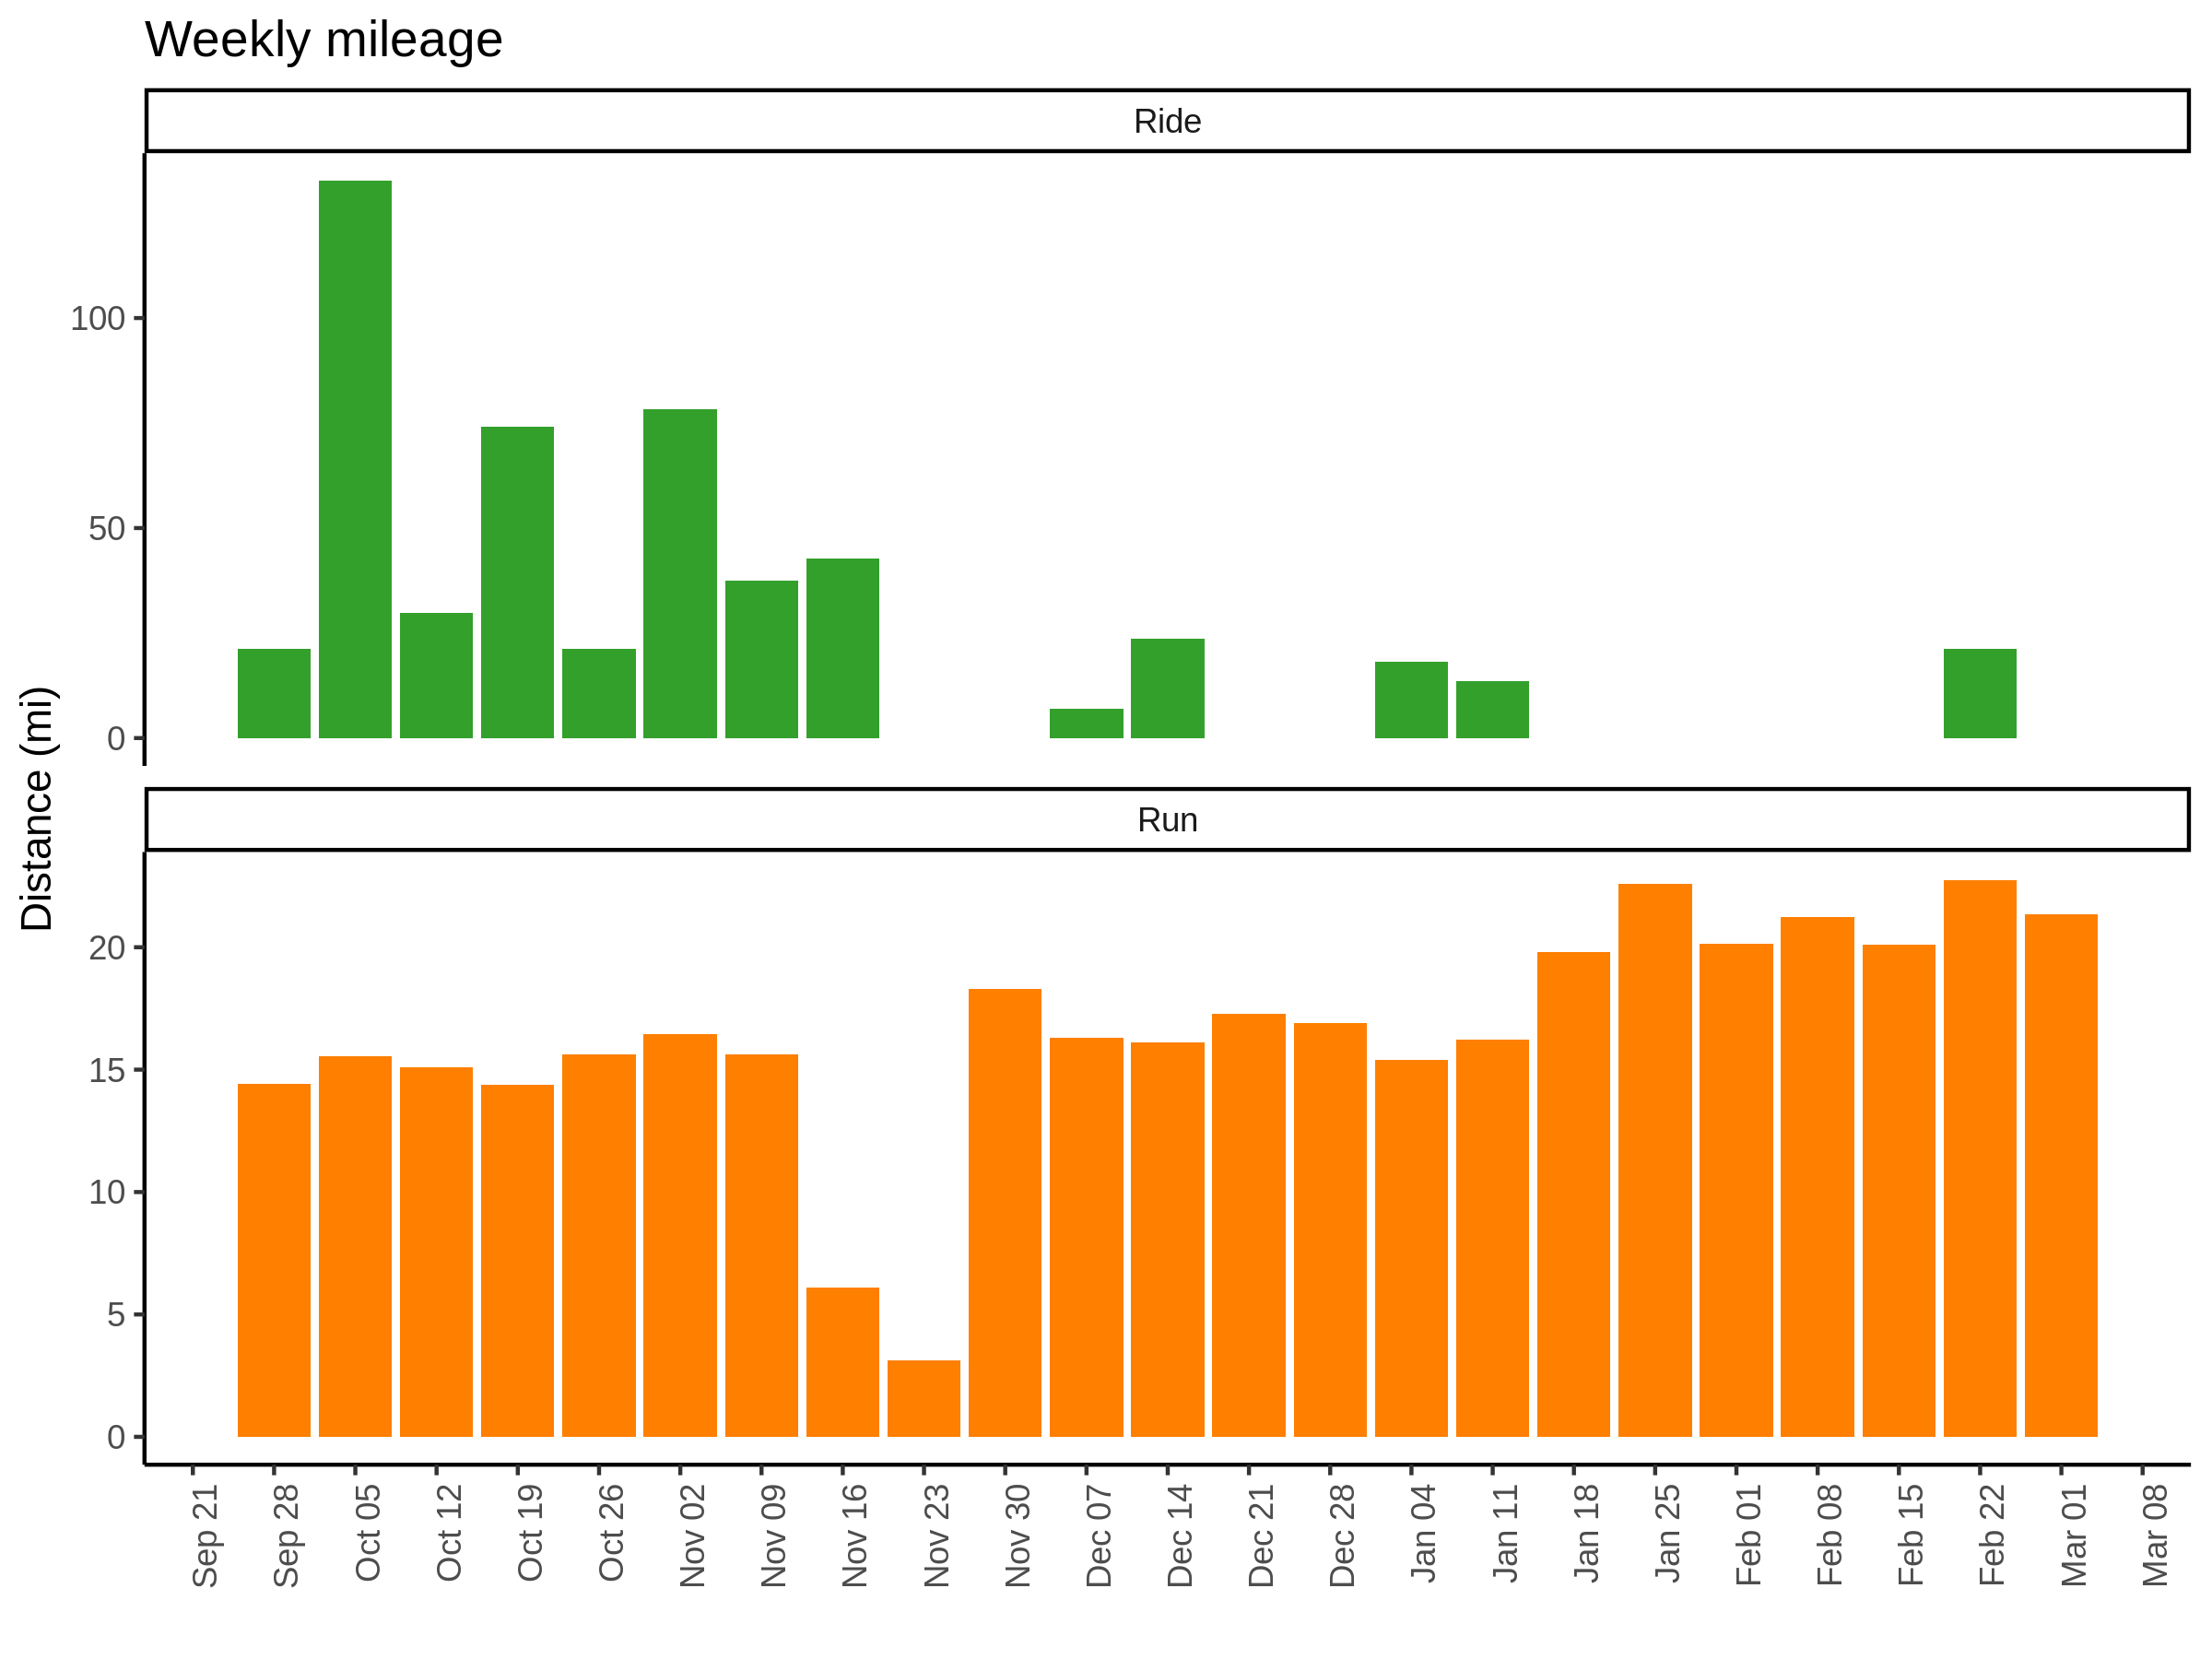 Weekly mileage
Ride
100
50
0
Distance (mi)
Run
20
15
10
5
0
Sep 21
Sep 28
Oct 05
Oct 12
Oct 19
Oct 26
Nov 02
Nov 09
Nov 16
Nov 23
Nov 30
Dec 07
Dec 14
Dec 21
Dec 28
Jan 04
Jan 11
Jan 18
Jan 25
Feb 01
Feb 08
Feb 15
Feb 22
Mar 01
Mar 08